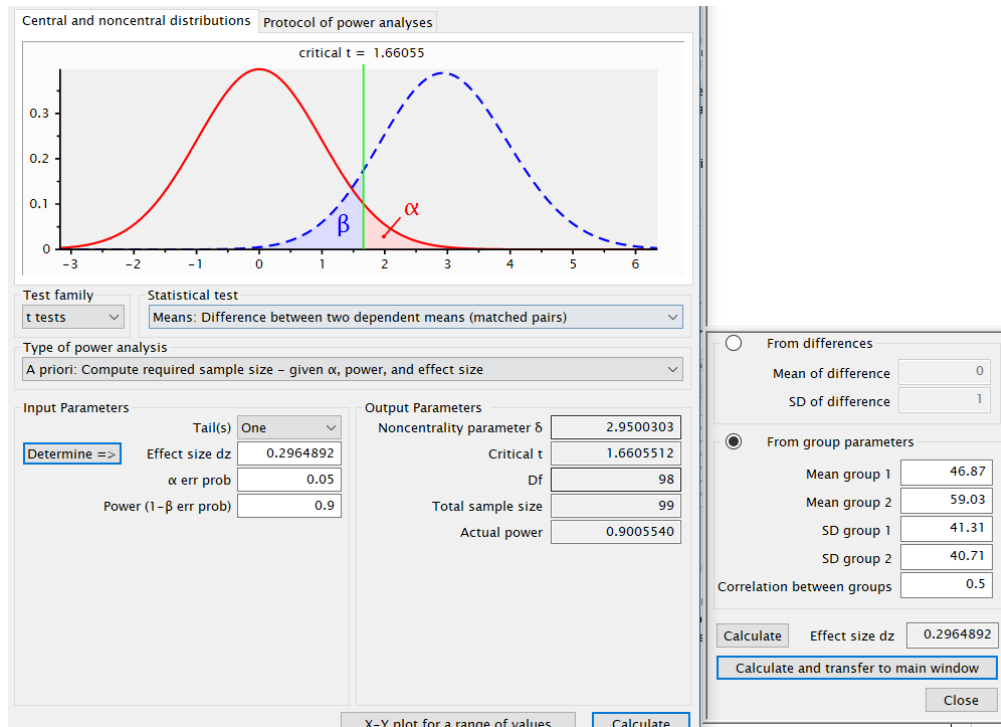 Central and noncentral distributions Protocol of power analyses
critical t = 1.66055
0.3
0.2
0.1
0
β
α
-3 -2 -1 0 1 2 3 4 5 6
Test family Statistical test
t tests Means: Difference between two dependent means (matched pairs)
Type of power analysis
A priori: Compute required sample size - given α, power, and effect size
Input Parameters
Tail(s) One
Determine => Effect size dz 0.2964892
α err prob 0.05
Power (1-β err prob) 0.9
Output Parameters
Noncentrality parameter δ 2.9500303
Critical t 1.6605512
Df 98
Total sample size 99
Actual power 0.9005540
X-Y plot for a range of values Calculate
From differences
Mean of difference 0
SD of difference 1
From group parameters
Mean group 1 46.87
Mean group 2 59.03
SD group 1 41.31
SD group 2 40.71
Correlation between groups 0.5
Calculate Effect size dz 0.2964892
Calculate and transfer to main window
Close